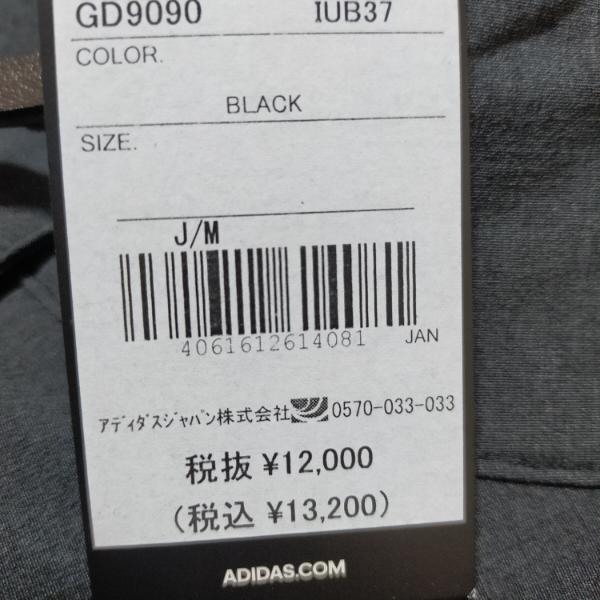 GD9090 IUB37
COLOR.
BLACK
SIZE.
J/M
4061612614081 JAN
アディダスジャパン株式会社 0570-033-033
税抜 ¥12,000
(税込 ¥13,200)
ADIDAS.COM